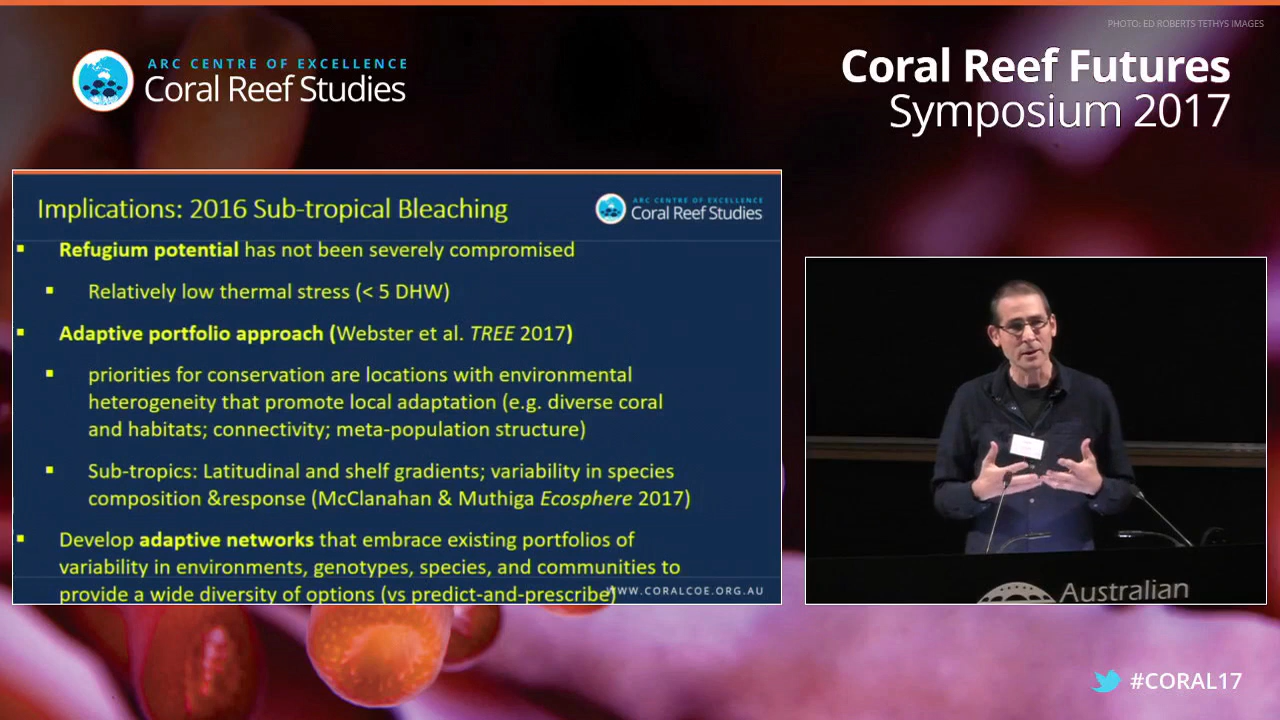 PHOTO: ED ROBERTS TETHYS IMAGES
ARC CENTRE OF EXCELLENCE
Coral Reef Studies
Coral Reef Futures
Symposium 2017
Implications: 2016 Sub-tropical Bleaching
ARC CENTRE OF EXCELLENCE
Coral Reef Studies
▪ Refugium potential has not been severely compromised
▪ Relatively low thermal stress (< 5 DHW)
▪ Adaptive portfolio approach (Webster et al. TREE 2017)
▪ priorities for conservation are locations with environmental
heterogeneity that promote local adaptation (e.g. diverse coral
and habitats; connectivity; meta-population structure)
▪ Sub-tropics: Latitudinal and shelf gradients; variability in species
composition &response (McClanahan & Muthiga Ecosphere 2017)
▪ Develop adaptive networks that embrace existing portfolios of
variability in environments, genotypes, species, and communities to
provide a wide diversity of options (vs predict-and-prescribe)
WWW.CORALCOE.ORG.AU
Australian
#CORAL17